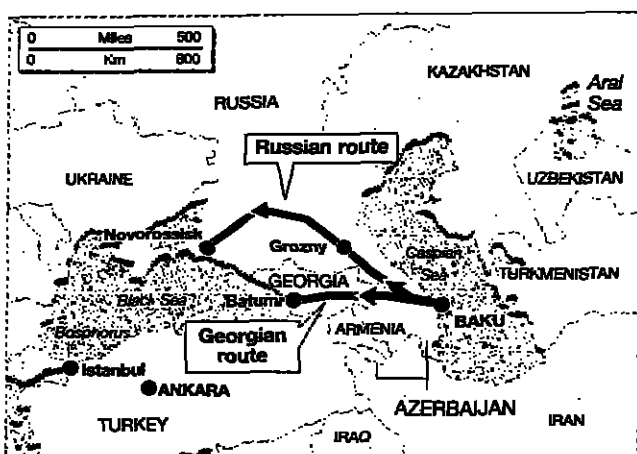 0 Miles 500
0 Km 800
KAZAKHSTAN
Aral
Sea
RUSSIA
Russian route
UKRAINE
UZBEKISTAN
Novorossisk
Grozny
Caspian
Sea
TURKMENISTAN
GEORGIA
Black Sea
Batumi
BAKU
Bosphorus
ARMENIA
Georgian
route
Istanbul
ANKARA
AZERBAIJAN
TURKEY
IRAN
IRAQ